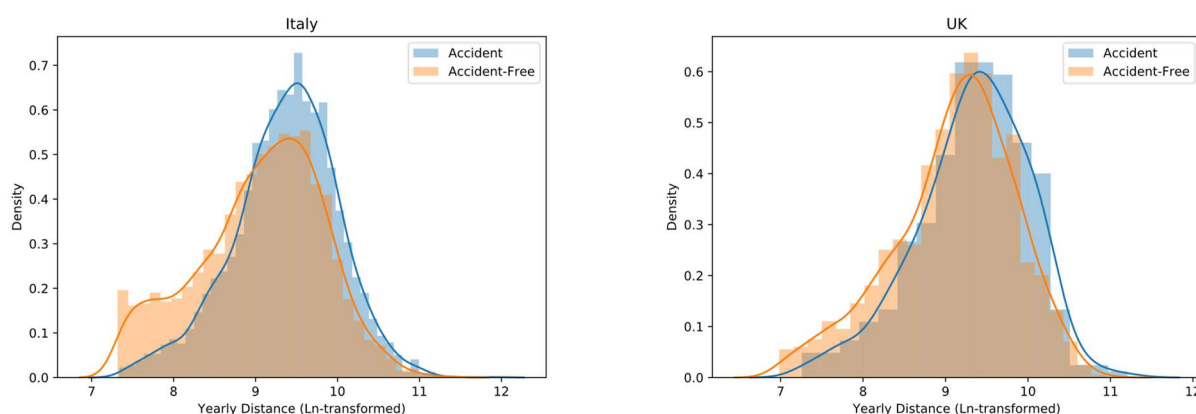 Italy
0.7
0.6
0.5
0.4
0.3
0.2
0.1
0.0
Density
7 8 9 10 11 12
Yearly Distance (Ln-transformed)
Accident
Accident-Free
UK
0.6
0.5
0.4
0.3
0.2
0.1
0.0
Density
7 8 9 10 11 12
Yearly Distance (Ln-transformed)
Accident
Accident-Free